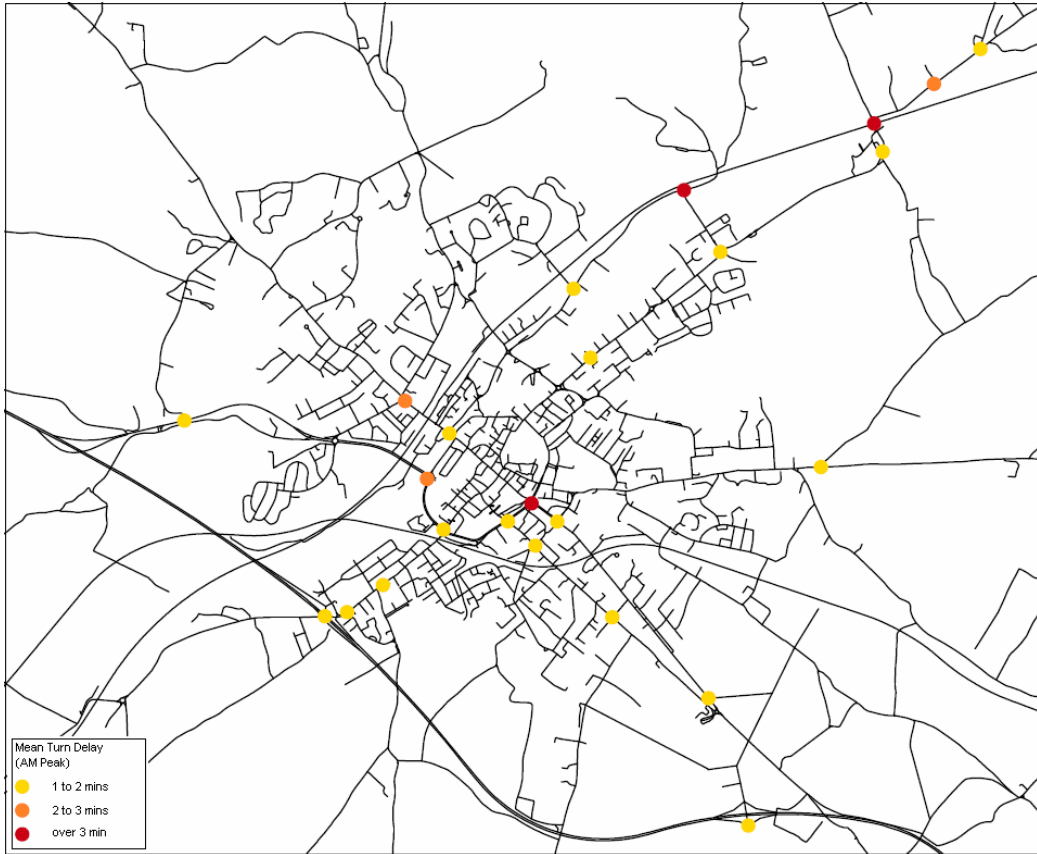 Mean Turn Delay
(AM Peak)
1 to 2 mins
2 to 3 mins
over 3 min